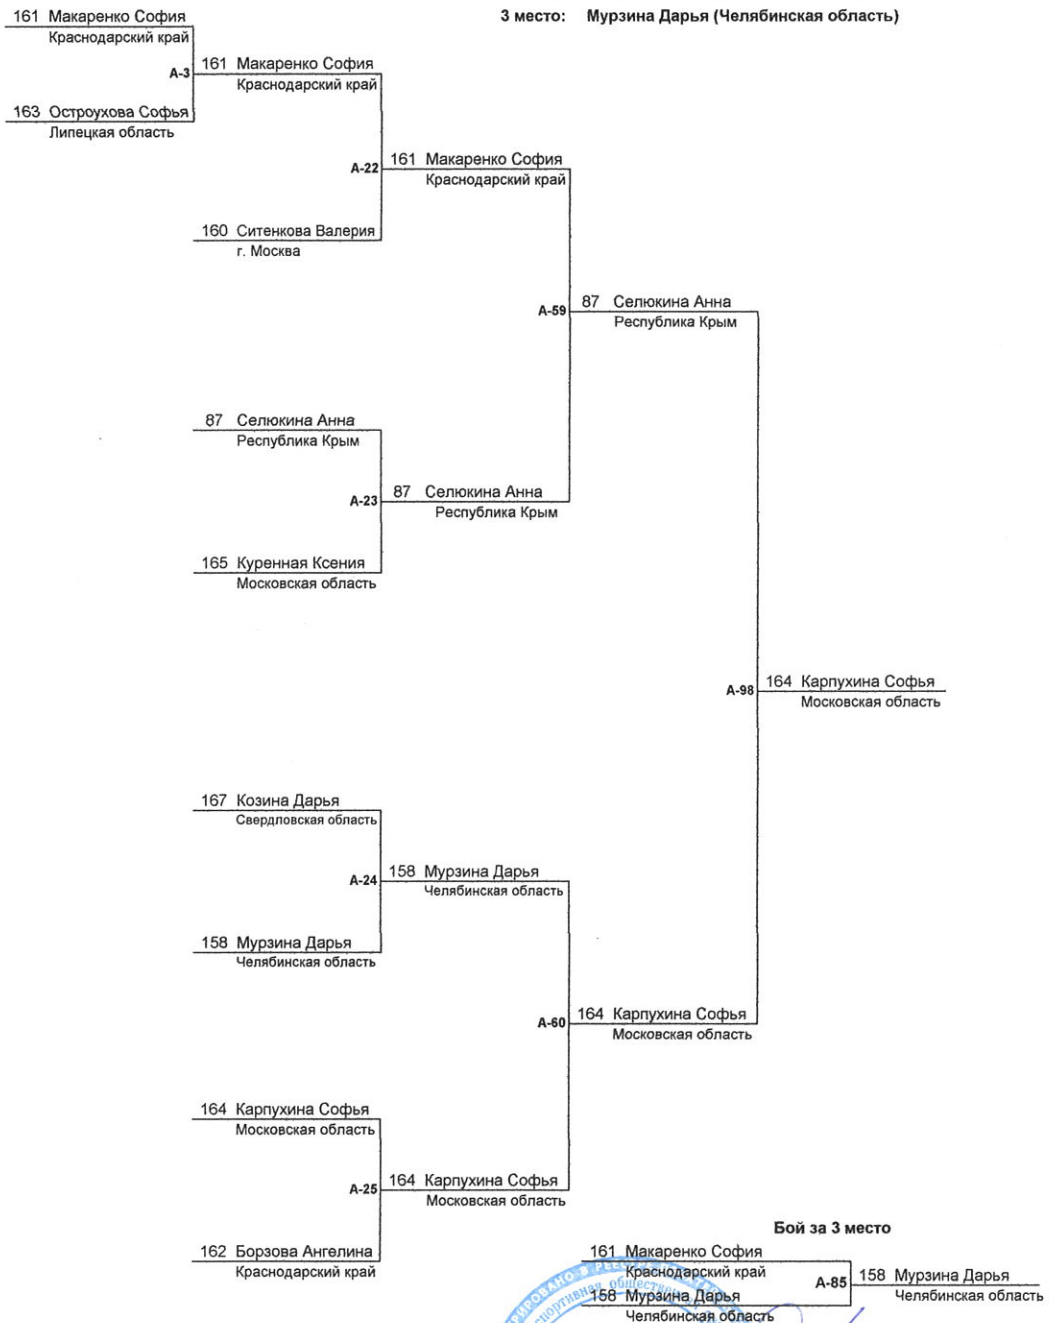 161 Макаренко София
3 место: Мурзина Дарья (Челябинская область)
Краснодарский край
А-3
161 Макаренко София
Краснодарский край
163 Остроухова Софья
Липецкая область
А-22
161 Макаренко София
Краснодарский край
160 Ситенкова Валерия
г. Москва
А-59
87 Селюкина Анна
Республика Крым
87 Селюкина Анна
Республика Крым
А-23
87 Селюкина Анна
Республика Крым
165 Куренная Ксения
Московская область
А-98
164 Карпухина Софья
Московская область
167 Козина Дарья
Свердловская область
А-24
158 Мурзина Дарья
Челябинская область
158 Мурзина Дарья
Челябинская область
А-60
164 Карпухина Софья
Московская область
164 Карпухина Софья
Московская область
А-25
164 Карпухина Софья
Московская область
162 Борзова Ангелина
Краснодарский край
Бой за 3 место
161 Макаренко София
Краснодарский край
А-85
158 Мурзина Дарья
Челябинская область
158 Мурзина Дарья
Челябинская область